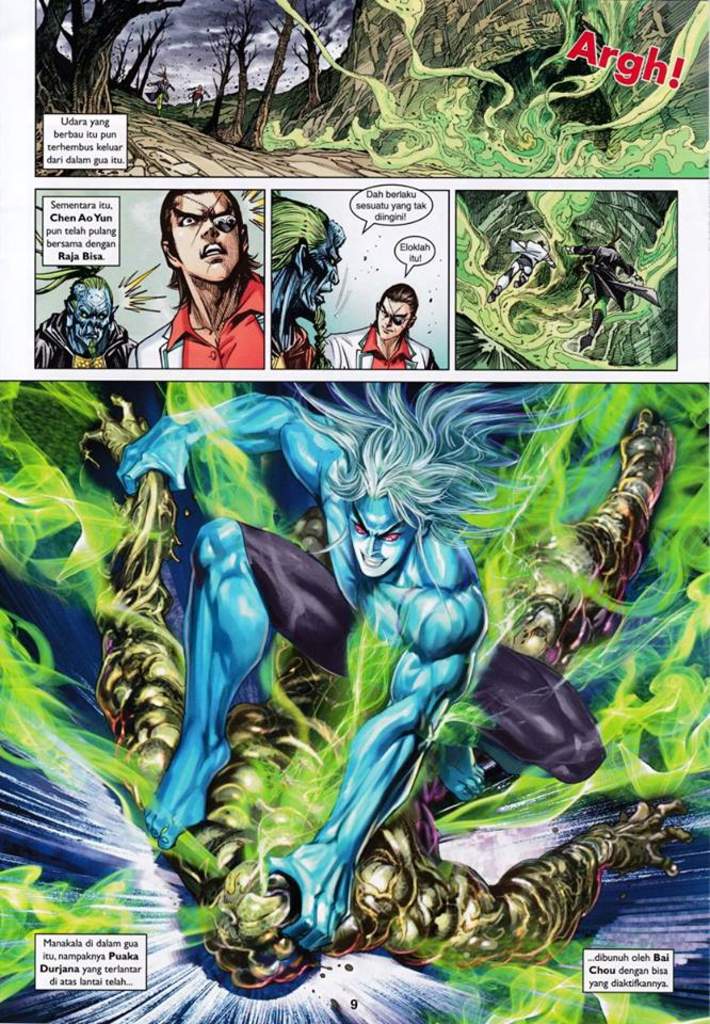 Argh!
Udara yang
berbau itu pun
terhembus keluar
dari dalam gua itu.
Sementara itu,
Chen Ao Yun
pun telah pulang
bersama dengan
Raja Bisa.
Dah berlaku
sesuatu yang tak
diingini!
Eloklah
itu!
Manakala di dalam gua
itu, nampaknya Puaka
Durjana yang terlantar
di atas lantai telah...
...dibunuh oleh Bai
Chou dengan bisa
yang diaktifkannya.
9